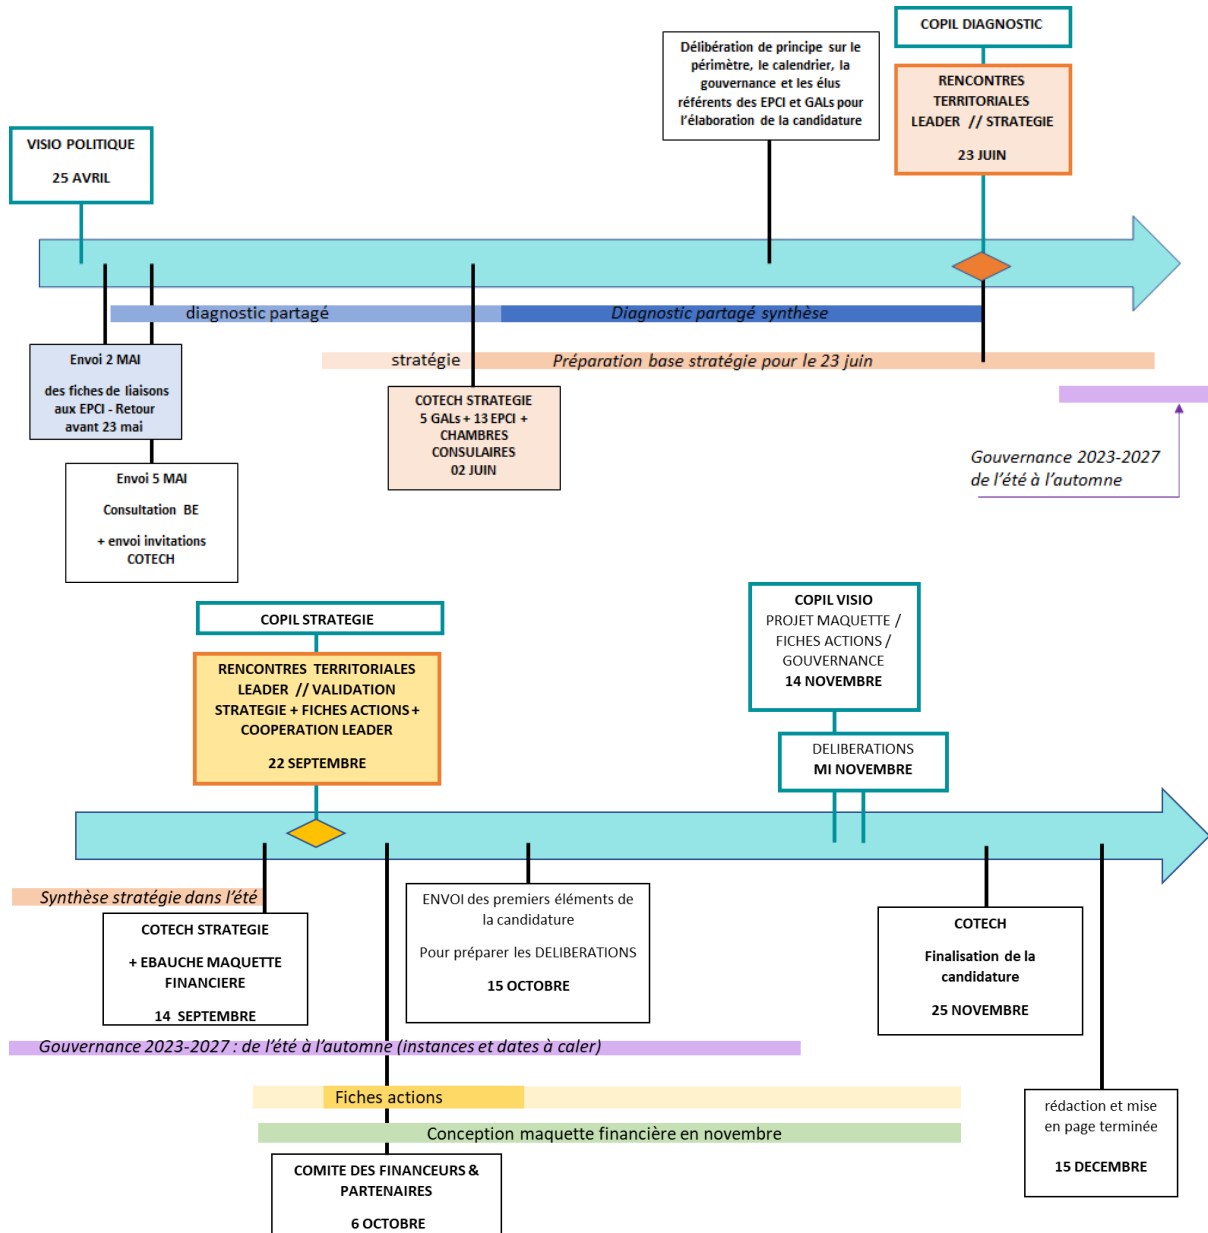 COPIL DIAGNOSTIC
Délibération de principe sur le
périmètre, le calendrier, la
gouvernance et les élus
référents des EPCI et GALs pour
l'élaboration de la candidature
RENCONTRES
TERRITORIALES
LEADER // STRATEGIE
23 JUIN
VISIO POLITIQUE
25 AVRIL
diagnostic partagé
Diagnostic partagé synthèse
stratégie
Préparation base stratégie pour le 23 juin
Envoi 2 MAI
des fiches de liaisons
aux EPCI - Retour
avant 23 mai
COTECH STRATEGIE
5 GALs + 13 EPCI +
CHAMBRES
CONSULAIRES
02 JUIN
Gouvernance 2023-2027
de l'été à l'automne
Envoi 5 MAI
Consultation BE
+ envoi invitations
COTECH
COPIL STRATEGIE
RENCONTRES TERRITORIALES
LEADER // VALIDATION
STRATEGIE + FICHES ACTIONS +
COOPERATION LEADER
22 SEPTEMBRE
COPIL VISIO
PROJET MAQUETTE /
FICHES ACTIONS /
GOUVERNANCE
14 NOVEMBRE
DELIBERATIONS
MI NOVEMBRE
Synthèse stratégie dans l'été
COTECH STRATEGIE
+ EBAUCHE MAQUETTE
FINANCIERE
14 SEPTEMBRE
ENVOI des premiers éléments de
la candidature
Pour préparer les DELIBERATIONS
15 OCTOBRE
COTECH
Finalisation de la
candidature
25 NOVEMBRE
Gouvernance 2023-2027 : de l'été à l'automne (instances et dates à caler)
Fiches actions
Conception maquette financière en novembre
COMITE DES FINANCEURS &
PARTENAIRES
6 OCTOBRE
rédaction et mise
en page terminée
15 DECEMBRE